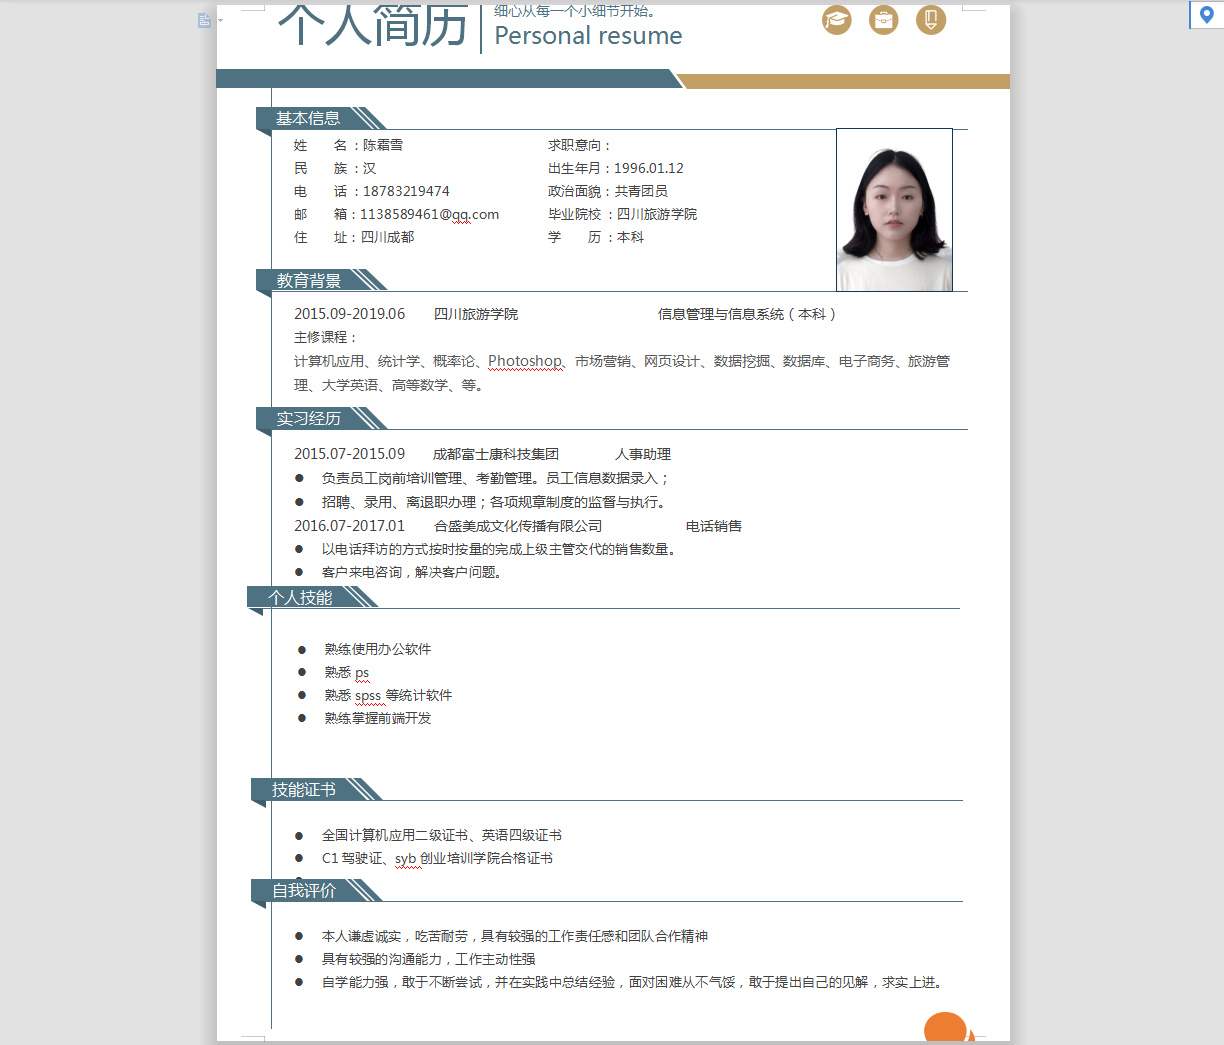 细心从每一个小细节开始。
个人简历
Personal resume
基本信息
姓 名：陈霜雪 求职意向：
民 族：汉 出生年月：1996.01.12
电 话：18783219474 政治面貌：共青团员
邮 箱：1138589461@qq.com 毕业院校：四川旅游学院
住 址：四川成都 学 历：本科
教育背景
2015.09-2019.06 四川旅游学院 信息管理与信息系统（本科）
主修课程：
计算机应用、统计学、概率论、Photoshop、市场营销、网页设计、数据挖掘、数据库、电子商务、旅游管
理、大学英语、高等数学、等。
实习经历
2015.07-2015.09 成都富士康科技集团 人事助理
● 负责员工岗前培训管理、考勤管理。员工信息数据录入；
● 招聘、录用、离退职办理；各项规章制度的监督与执行。
2016.07-2017.01 合盛美成文化传播有限公司 电话销售
● 以电话拜访的方式按时按量的完成上级主管交代的销售数量。
● 客户来电咨询，解决客户问题。
个人技能
● 熟练使用办公软件
● 熟悉 ps
● 熟悉 spss 等统计软件
● 熟练掌握前端开发
技能证书
● 全国计算机应用二级证书、英语四级证书
● C1 驾驶证、syb 创业培训学院合格证书
自我评价
● 本人谦虚诚实，吃苦耐劳，具有较强的工作责任感和团队合作精神
● 具有较强的沟通能力，工作主动性强
● 自学能力强，敢于不断尝试，并在实践中总结经验，面对困难从不气馁，敢于提出自己的见解，求实上进。